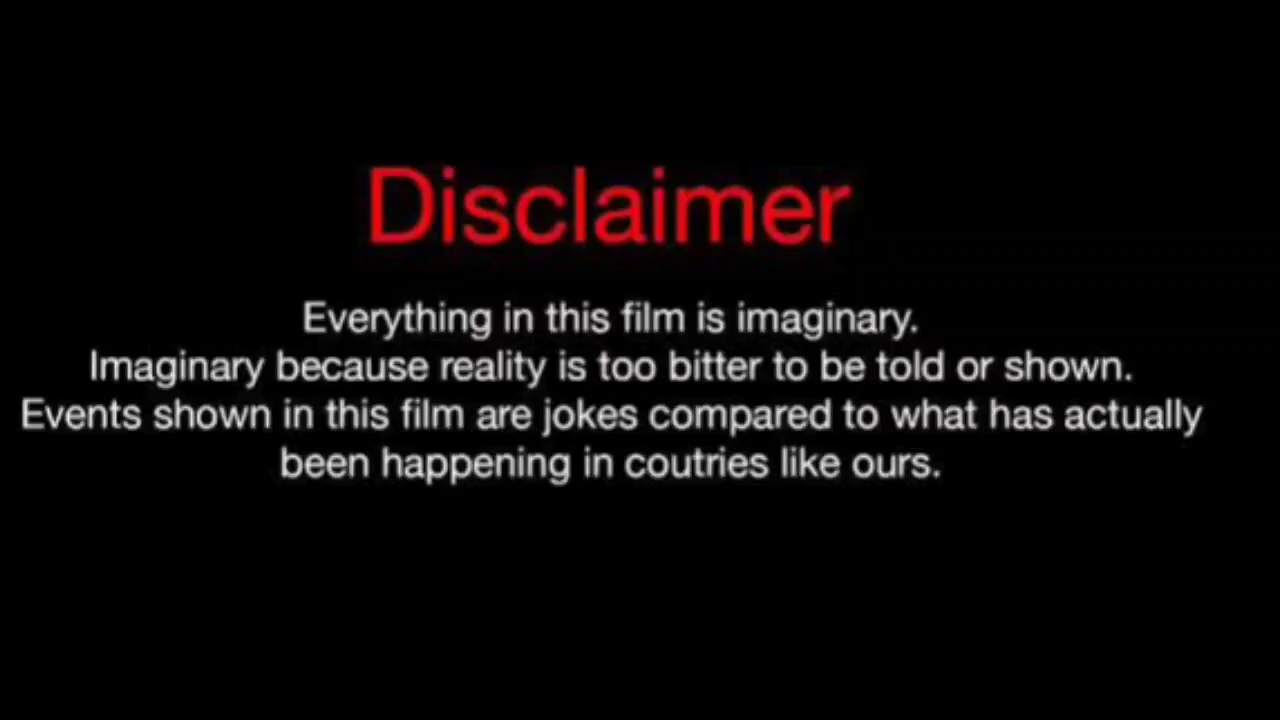 Disclaimer
Everything in this film is imaginary.
Imaginary because reality is too bitter to be told or shown.
Events shown in this film are jokes compared to what has actually
been happening in coutries like ours.